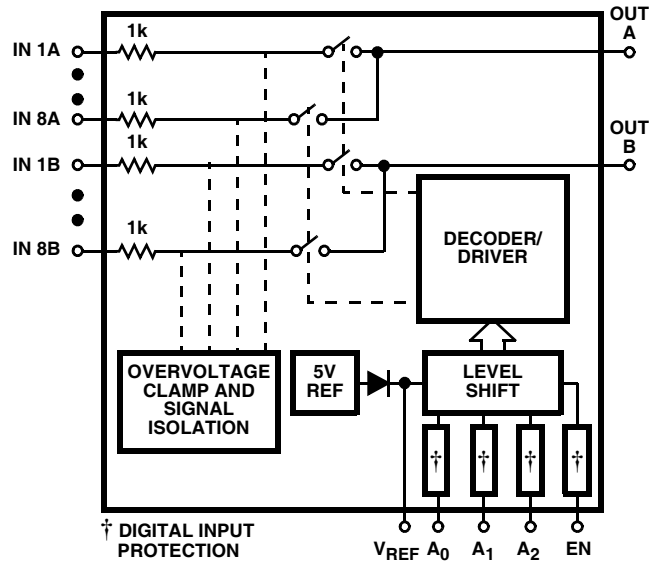 OUT
A
1k
IN 1A
1k
IN 8A
OUT
B
1k
IN 1B
1k
IN 8B
DECODER/
DRIVER
OVERVOLTAGE
CLAMP AND
SIGNAL
ISOLATION
5V
REF
LEVEL
SHIFT
† † † †
† DIGITAL INPUT
PROTECTION
VREF A0 A1 A2 EN